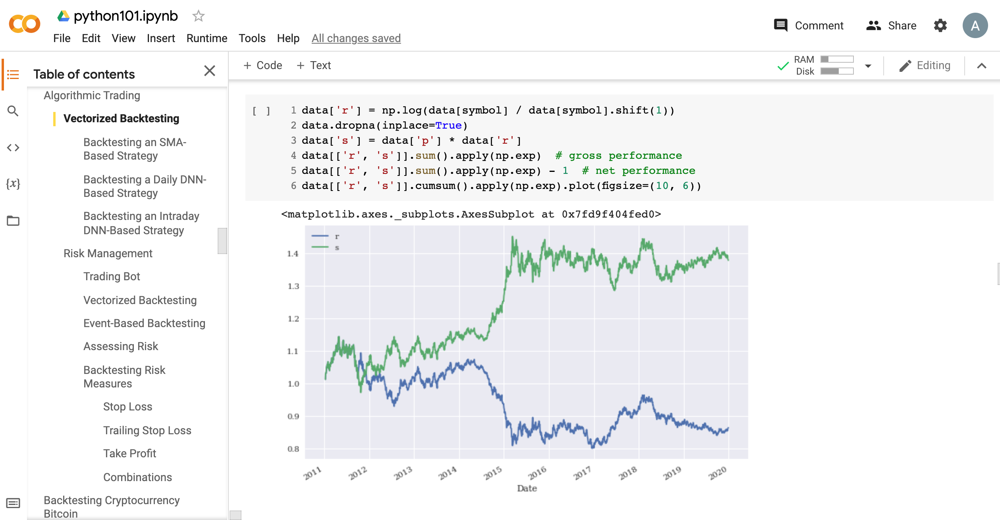 python101.ipynb
File Edit View Insert Runtime Tools Help All changes saved
Comment
Share
A
Table of contents
Algorithmic Trading
Vectorized Backtesting
Backtesting an SMA-
Based Strategy
Backtesting a Daily DNN-
Based Strategy
Backtesting an Intraday
DNN-Based Strategy
Risk Management
Trading Bot
Vectorized Backtesting
Event-Based Backtesting
Assessing Risk
Backtesting Risk
Measures
Stop Loss
Trailing Stop Loss
Take Profit
Combinations
Backtesting Cryptocurrency
Bitcoin
{x}
+ Code + Text
RAM
Disk
Editing
[ ]
1 data['r'] = np.log(data[symbol] / data[symbol].shift(1))
2 data.dropna(inplace=True)
3 data['s'] = data['p'] * data['r']
4 data[['r', 's']].sum().apply(np.exp)  # gross performance
5 data[['r', 's']].sum().apply(np.exp) - 1  # net performance
6 data[['r', 's']].cumsum().apply(np.exp).plot(figsize=(10, 6))
<matplotlib.axes._subplots.AxesSubplot at 0x7fd9f404fed0>
r
s
1.4
1.3
1.2
1.1
1.0
0.9
0.8
2011 2012 2013 2014 2015 2016 2017 2018 2019 2020
Date